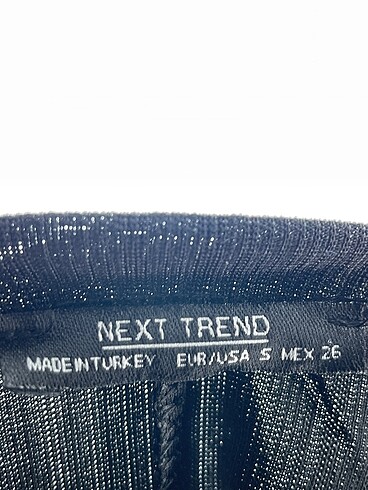 NEXT TREND
MADE IN TURKEY EUR/USA S MEX 26